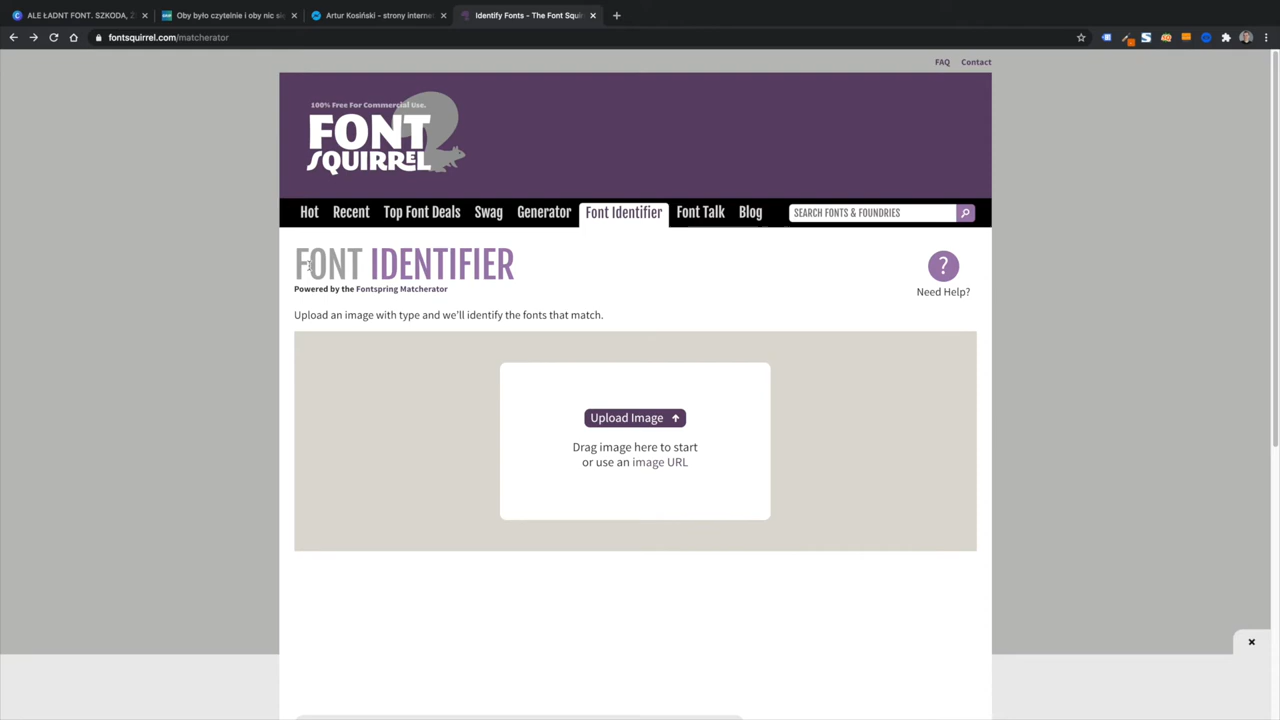 ALE ŁADNT FONT. SZKODA, Ż
Oby było czytelnie i oby nic się
Artur Kosiński - strony interne
Identify Fonts - The Font Squir
fontsquirrel.com/matcherator
FAQ Contact
100% Free For Commercial Use.
FONT
SQUIRREL
Hot Recent Top Font Deals Swag Generator Font Identifier Font Talk Blog SEARCH FONTS & FOUNDRIES
FONT IDENTIFIER
Powered by the Fontspring Matcherator
?
Need Help?
Upload an image with type and we'll identify the fonts that match.
Upload Image
Drag image here to start
or use an image URL